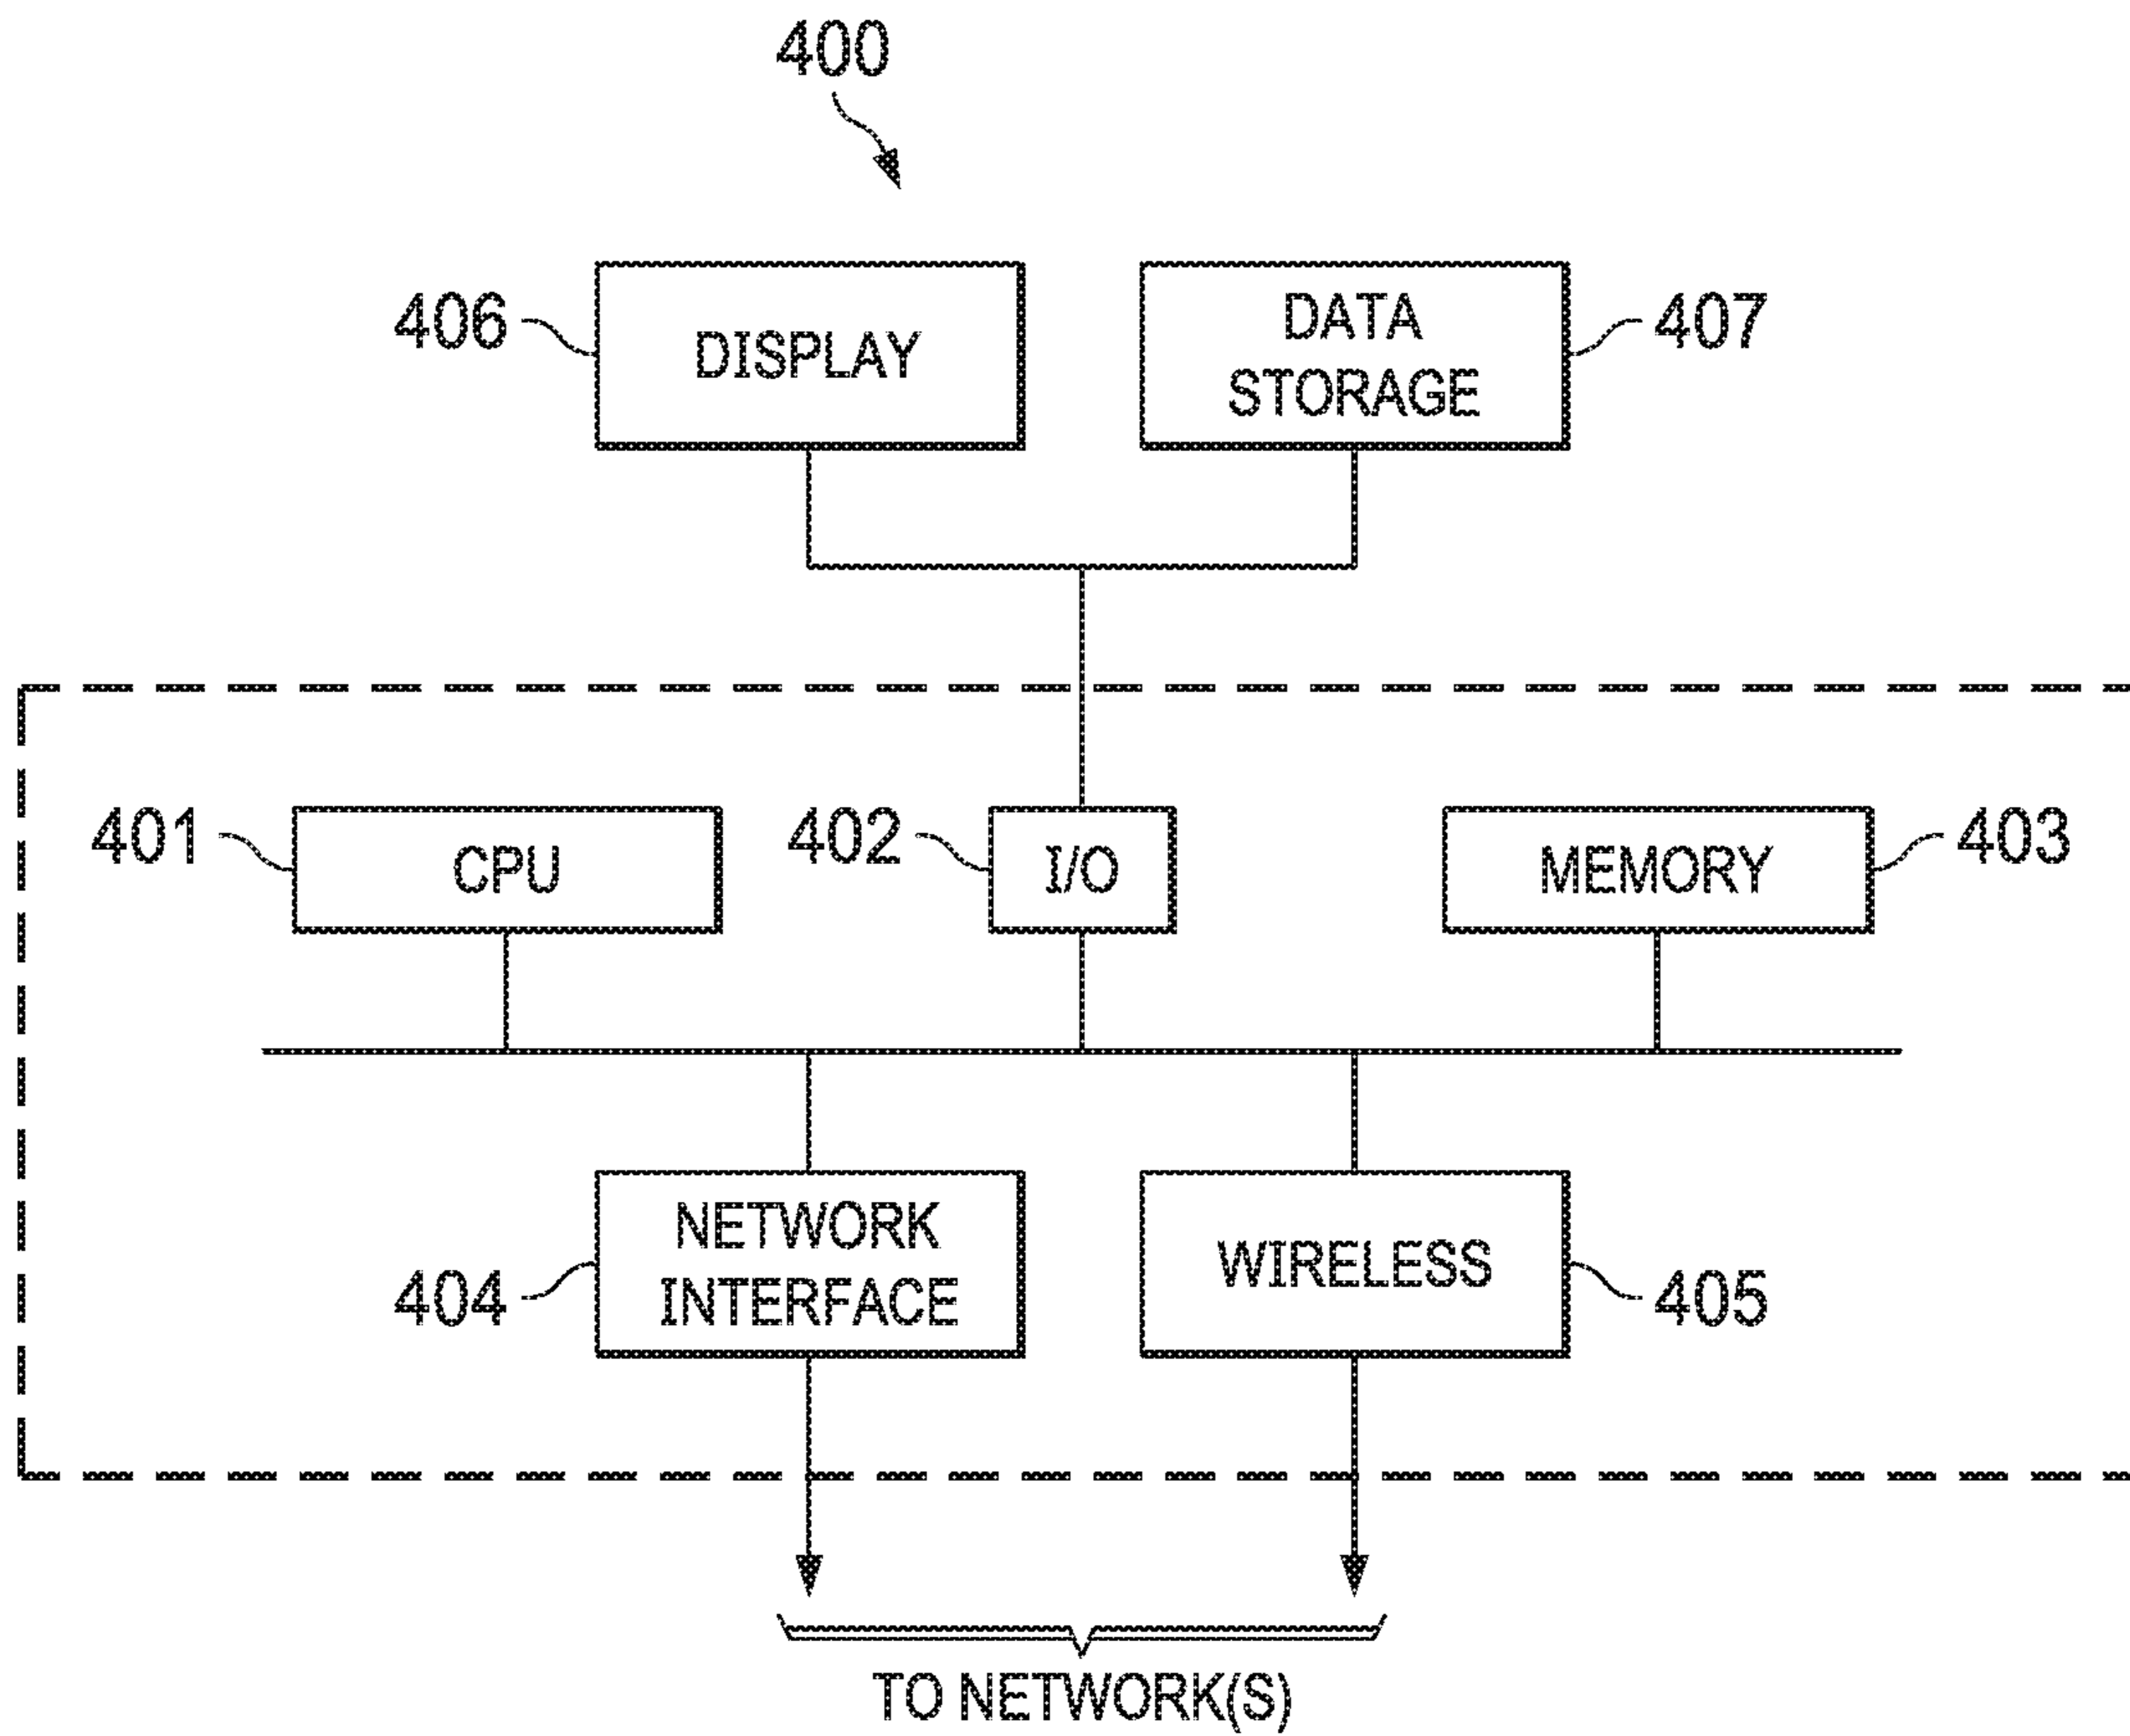 400
406
DISPLAY
DATA
STORAGE
407
401
CPU
402
I/O
MEMORY
403
NETWORK
INTERFACE
404
WIRELESS
405
TO NETWORK(S)